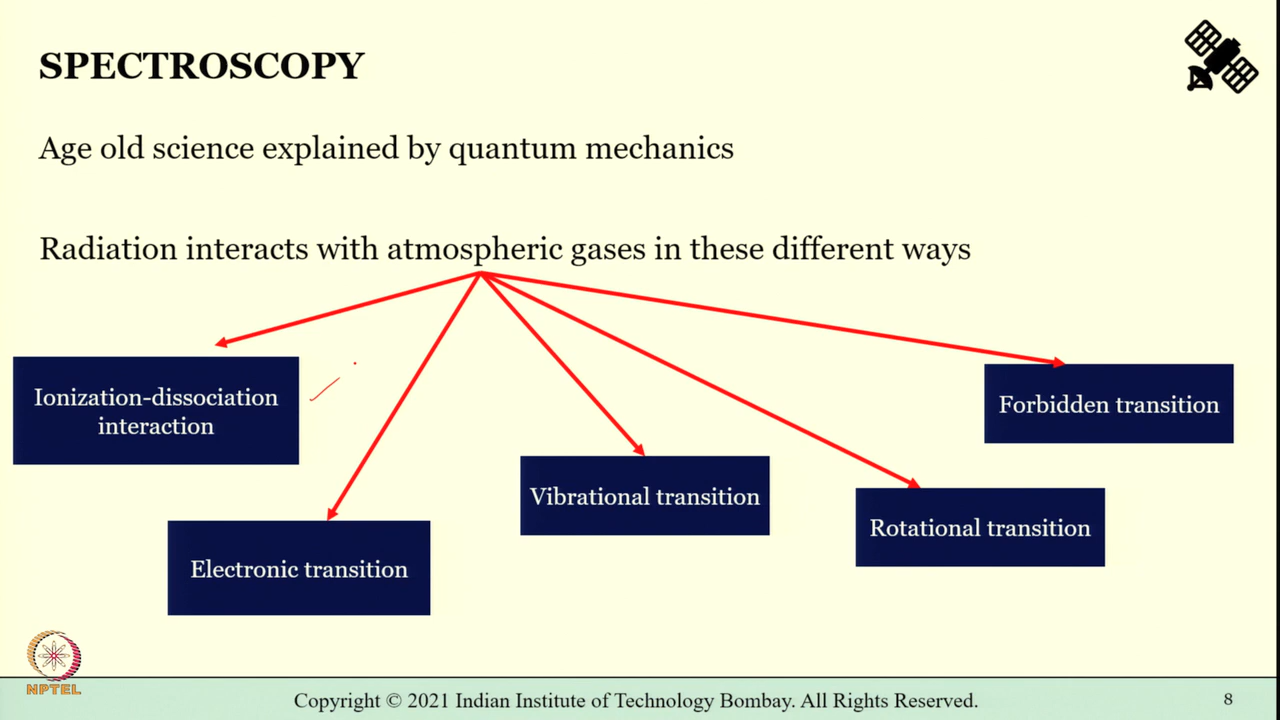 SPECTROSCOPY
Age old science explained by quantum mechanics
Radiation interacts with atmospheric gases in these different ways
Ionization-dissociation
interaction
Electronic transition
Vibrational transition
Rotational transition
Forbidden transition
NPTEL
Copyright © 2021 Indian Institute of Technology Bombay. All Rights Reserved.
8